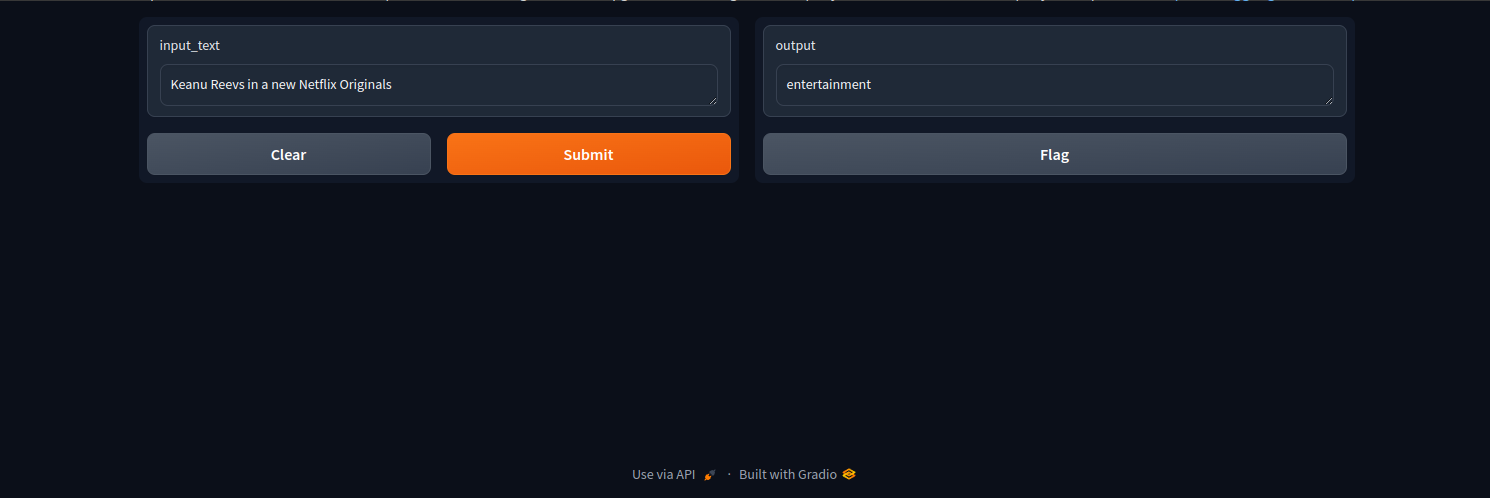 input_text
Keanu Reevs in a new Netflix Originals
Clear
Submit
output
entertainment
Flag
Use via API · Built with Gradio